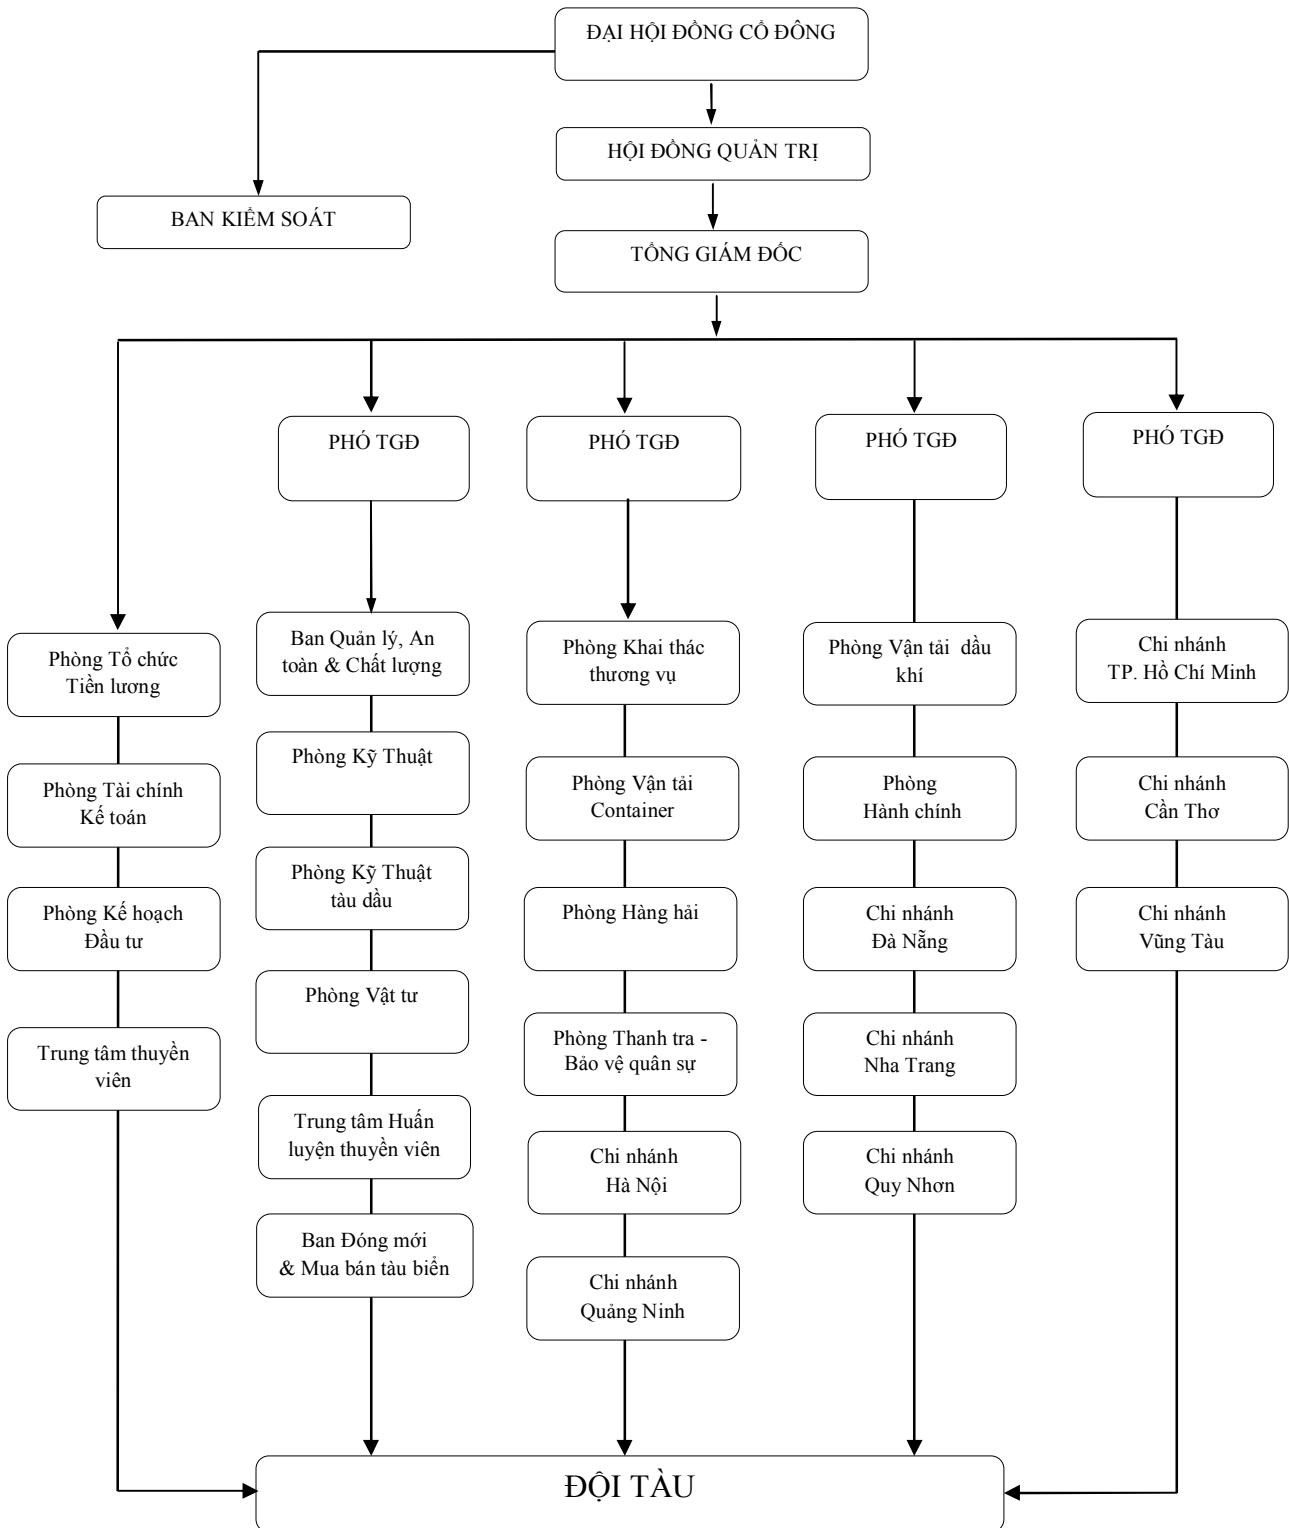 ĐẠI HỘI ĐỒNG CỔ ĐÔNG
HỘI ĐỒNG QUẢN TRỊ
BAN KIỂM SOÁT
TỔNG GIÁM ĐỐC
PHÓ TGĐ
PHÓ TGĐ
PHÓ TGĐ
PHÓ TGĐ
Phòng Tổ chức
Tiền lương
Phòng Tài chính
Kế toán
Phòng Kế hoạch
Đầu tư
Trung tâm thuyền
viên
Ban Quản lý, An
toàn & Chất lượng
Phòng Kỹ Thuật
Phòng Kỹ Thuật
tàu dầu
Phòng Vật tư
Trung tâm Huấn
luyện thuyền viên
Ban Đóng mới
& Mua bán tàu biển
Phòng Khai thác
thương vụ
Phòng Vận tải
Container
Phòng Hàng hải
Phòng Thanh tra -
Bảo vệ quân sự
Chi nhánh
Hà Nội
Chi nhánh
Quảng Ninh
Phòng Vận tải dầu
khí
Phòng
Hành chính
Chi nhánh
Đà Nẵng
Chi nhánh
Nha Trang
Chi nhánh
Quy Nhơn
Chi nhánh
TP. Hồ Chí Minh
Chi nhánh
Cần Thơ
Chi nhánh
Vũng Tàu
ĐỘI TÀU